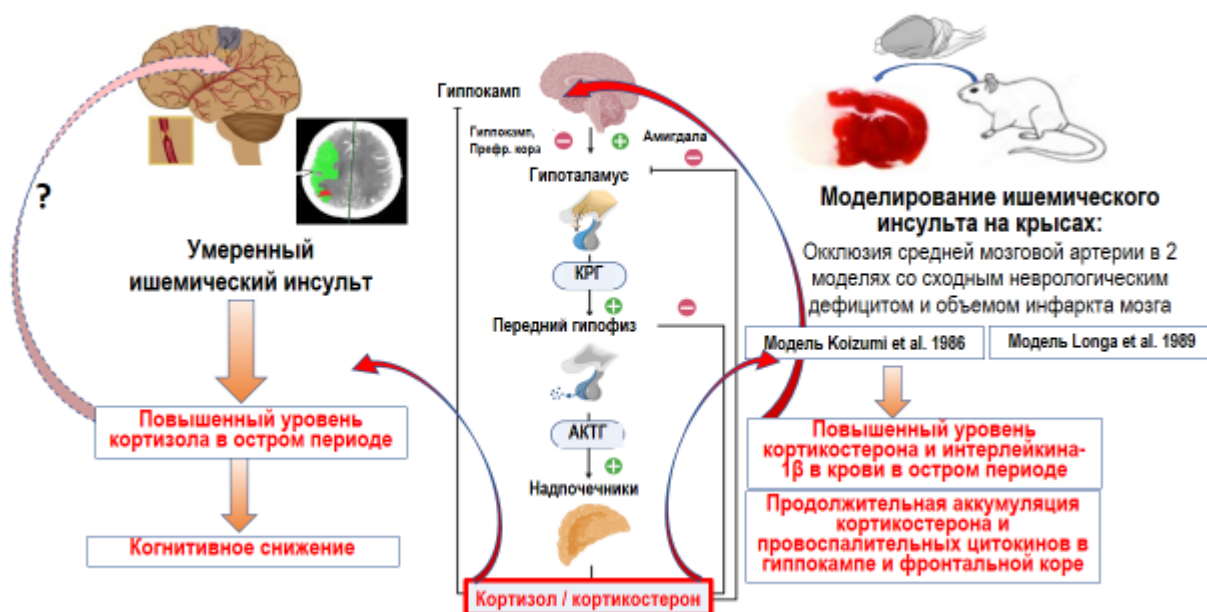 ?
Умеренный
ишемический инсульт
Повышенный уровень
кортизола в остром периоде
Когнитивное снижение
Гиппокамп
Гиппокамп,
Префр. кора
Амигдала
Гипоталамус
КРГ
Передний гипофиз
АКТГ
Надпочечники
Кортизол / кортикостерон
Моделирование ишемического
инсульта на крысах:
Окклюзия средней мозговой артерии в 2
моделях со сходным неврологическим
дефицитом и объемом инфаркта мозга
Модель Koizumi et al. 1986
Модель Longa et al. 1989
Повышенный уровень
кортикостерона и интерлейкина-
1β в крови в остром периоде
Продолжительная аккумуляция
кортикостерона и
провоспалительных цитокинов в
гиппокампе и фронтальной коре